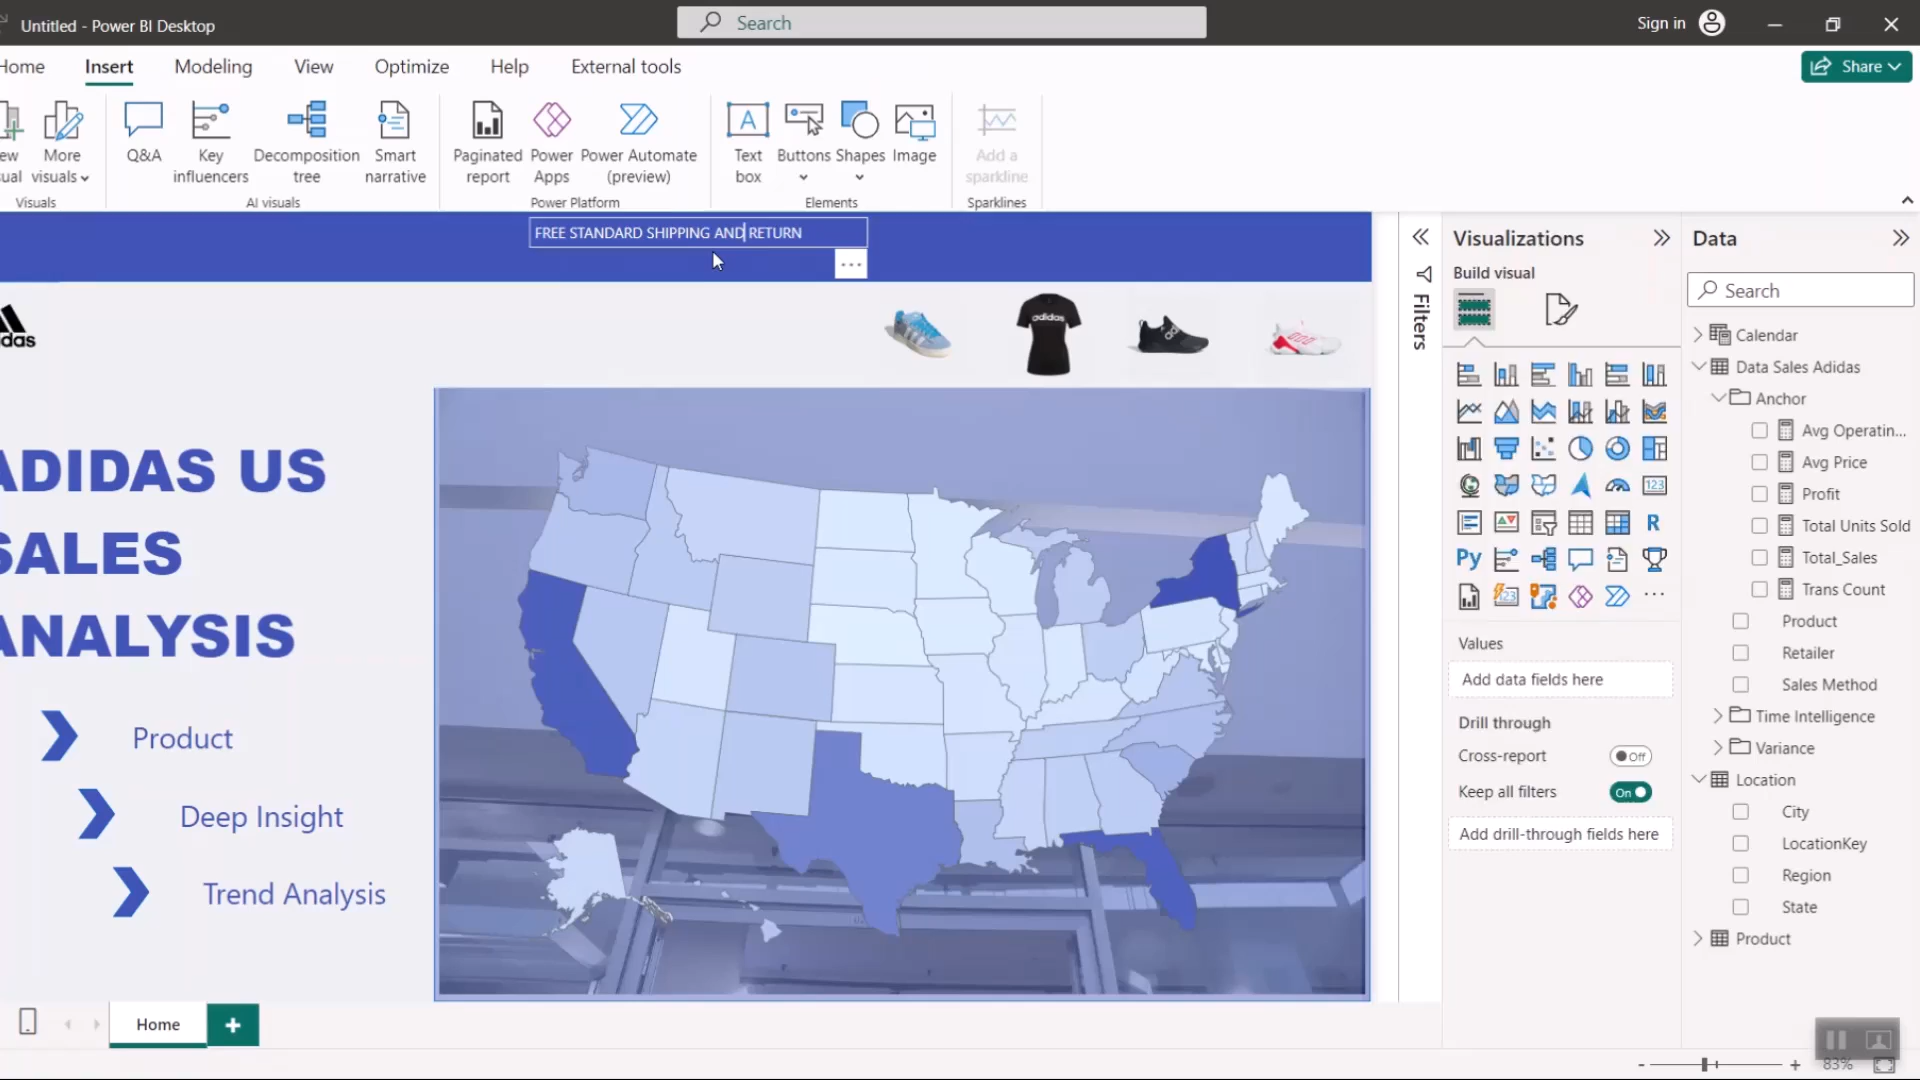 Untitled - Power BI Desktop
Search
Sign in
Home
Insert
Modeling
View
Optimize
Help
External tools
Share
More visuals
Q&A
Key influencers
Decomposition tree
Smart narrative
Paginated report
Power Apps
Power Automate (preview)
Text box
Buttons
Shapes
Image
Add a sparkline
Visuals
AI visuals
Power Platform
Elements
Sparklines
FREE STANDARD SHIPPING AND RETURN
adidas
ADIDAS US
SALES
ANALYSIS
Product
Deep Insight
Trend Analysis
Filters
Visualizations
Build visual
123
R
Py
123
Values
Add data fields here
Drill through
Cross-report
Off
Keep all filters
On
Add drill-through fields here
Data
Search
Calendar
Data Sales Adidas
Anchor
Avg Operatin...
Avg Price
Profit
Total Units Sold
Total_Sales
Trans Count
Product
Retailer
Sales Method
Time Intelligence
Variance
Location
City
LocationKey
Region
State
Product
Home
83%